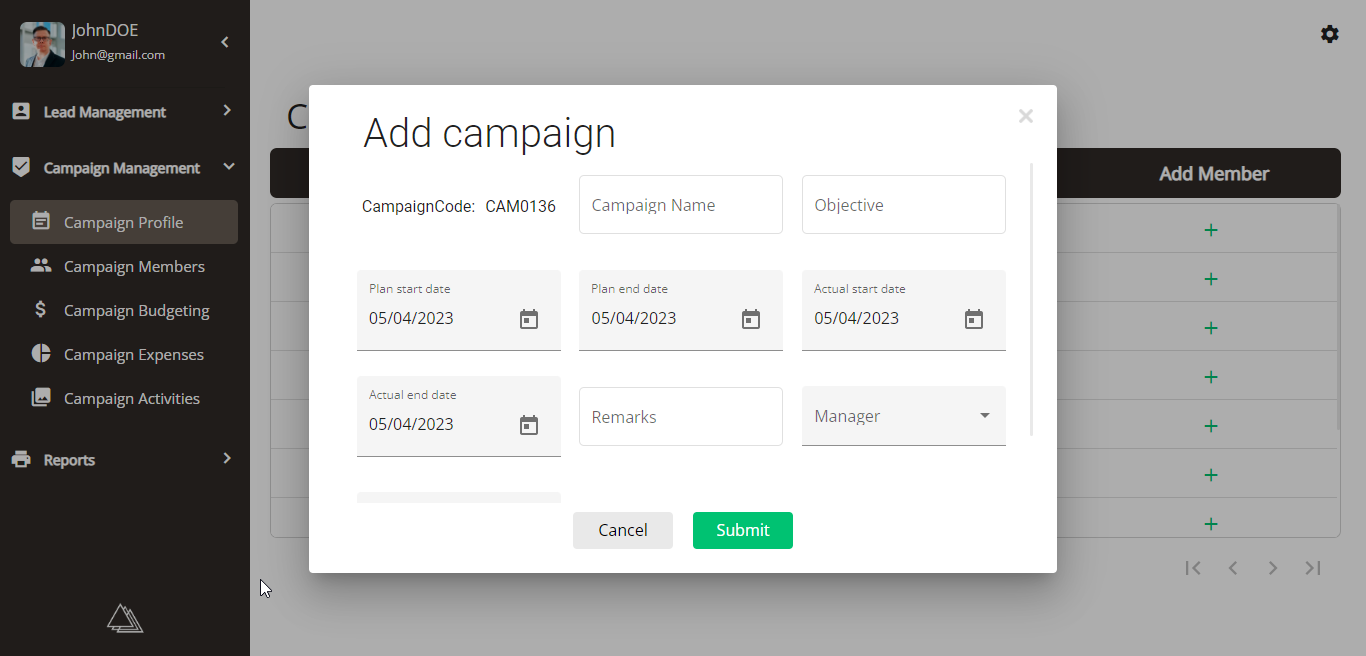 JohnDOE
John@gmail.com
Lead Management
Campaign Management
Campaign Profile
Campaign Members
Campaign Budgeting
Campaign Expenses
Campaign Activities
Reports
C
Add Member
Add campaign
CampaignCode: CAM0136
Campaign Name
Objective
Plan start date
05/04/2023
Plan end date
05/04/2023
Actual start date
05/04/2023
Actual end date
05/04/2023
Remarks
Manager
Cancel
Submit